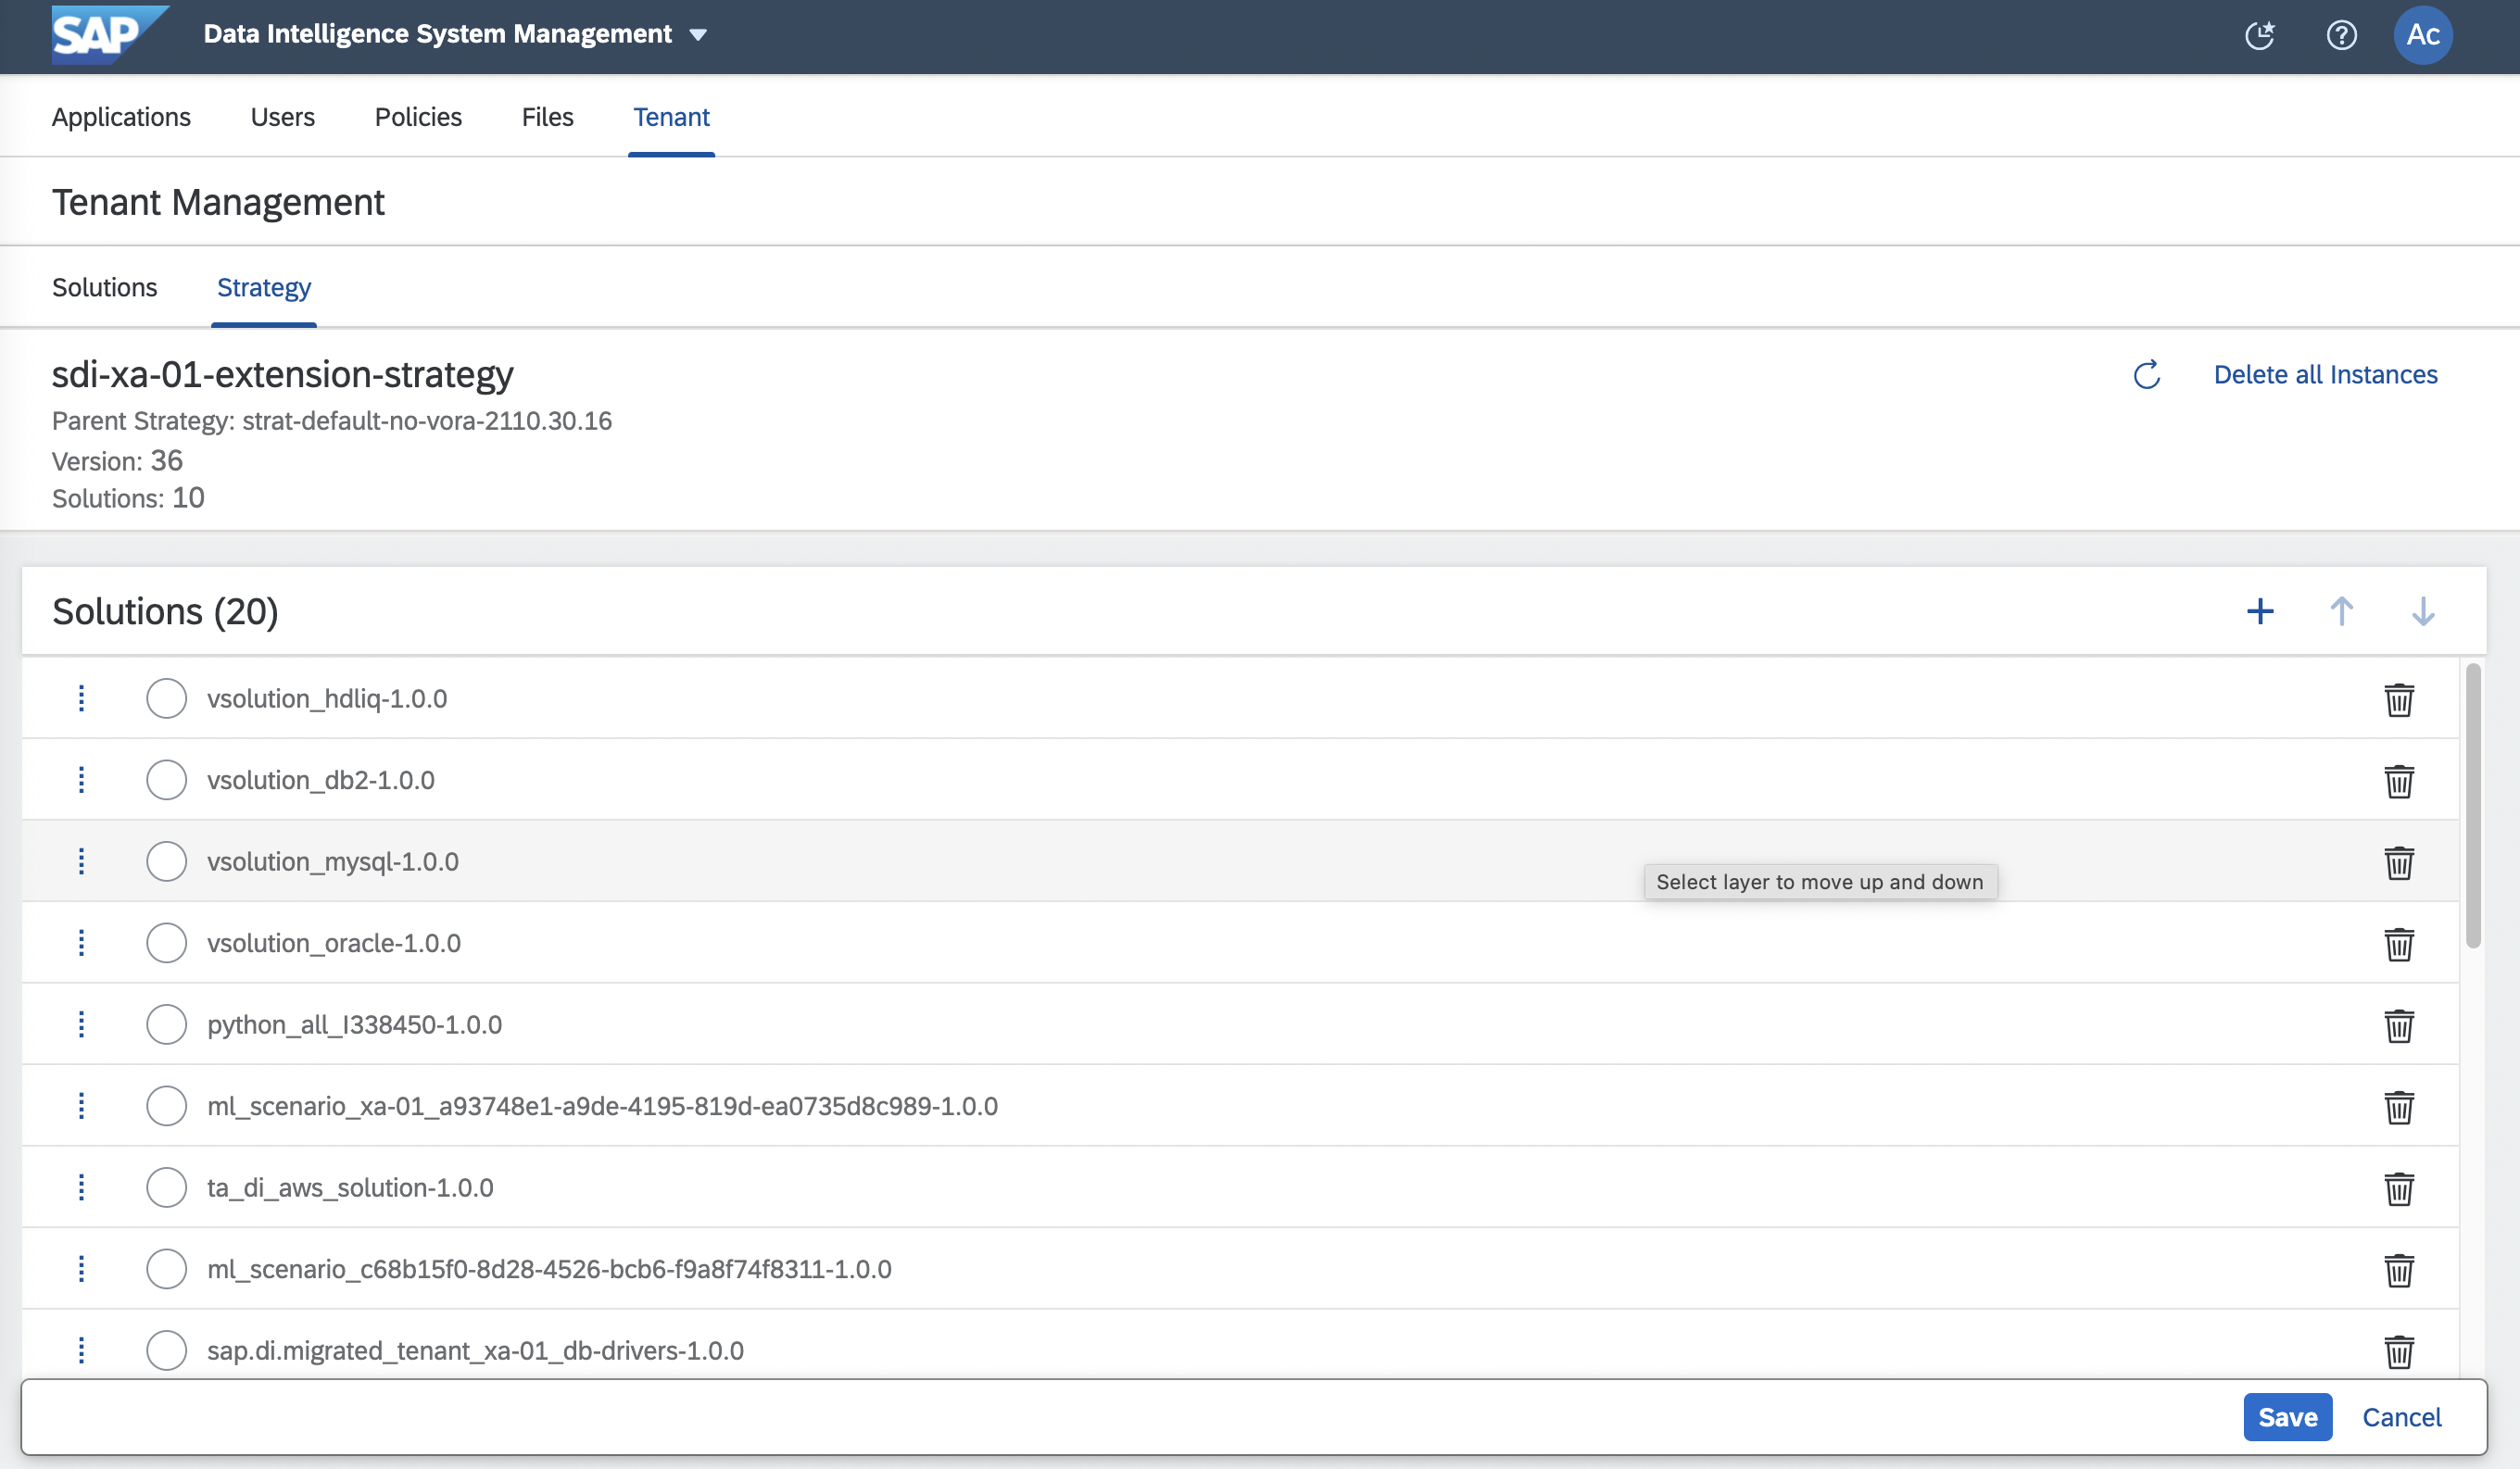 SAP Data Intelligence System Management Ac
Applications Users Policies Files Tenant
Tenant Management
Solutions Strategy
sdi-xa-01-extension-strategy Delete all Instances
Parent Strategy: strat-default-no-vora-2110.30.16
Version: 36
Solutions: 10
Solutions (20)
vsolution_hdliq-1.0.0
vsolution_db2-1.0.0
vsolution_mysql-1.0.0
Select layer to move up and down
vsolution_oracle-1.0.0
python_all_I338450-1.0.0
ml_scenario_xa-01_a93748e1-a9de-4195-819d-ea0735d8c989-1.0.0
ta_di_aws_solution-1.0.0
ml_scenario_c68b15f0-8d28-4526-bcb6-f9a8f74f8311-1.0.0
sap.di.migrated_tenant_xa-01_db-drivers-1.0.0
Save Cancel